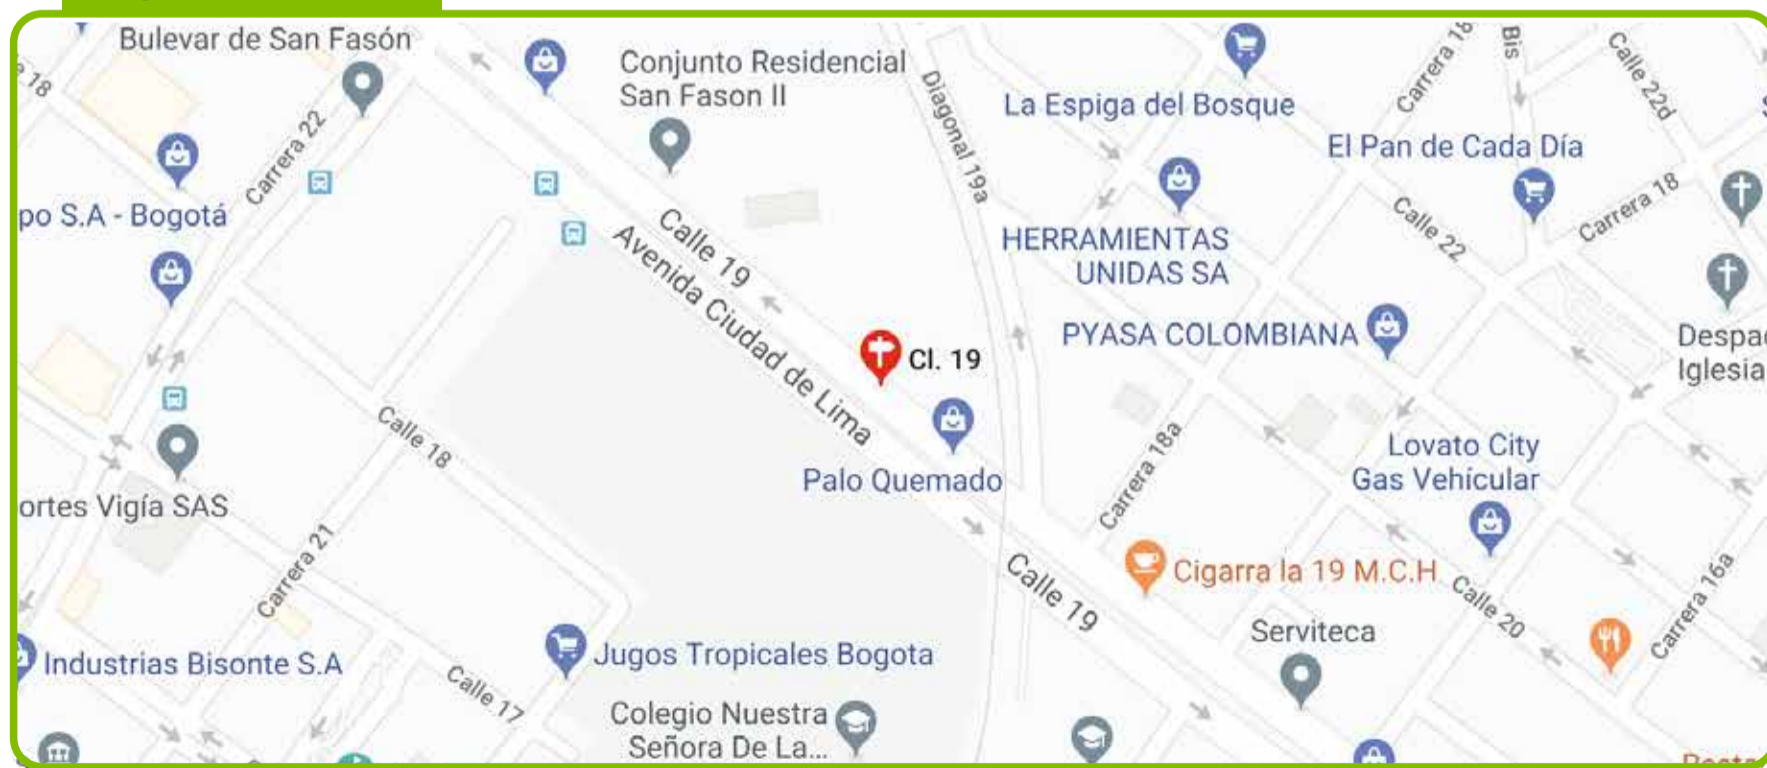 Bulevar de San Fasón
Conjunto Residencial
San Fason II
Carrera 18
Bis
Calle 22d
La Espiga del Bosque
Diagonal 19a
El Pan de Cada Día
Carrera 22
po S.A - Bogotá
Calle 19
Avenida Ciudad de Lima
HERRAMIENTAS
UNIDAS SA
Calle 22
Carrera 18
PYASA COLOMBIANA
Cl. 19
Iglesia
Calle 18
Palo Quemado
Carrera 18a
Lovato City
Gas Vehícular
ortes Vigía SAS
Carrera 21
Calle 19
Cigarra la 19 M.C.H
Calle 20
Carrera 16a
Serviteca
Industrias Bisonte S.A
Jugos Tropicales Bogota
Calle 17
Colegio Nuestra
Señora De La...